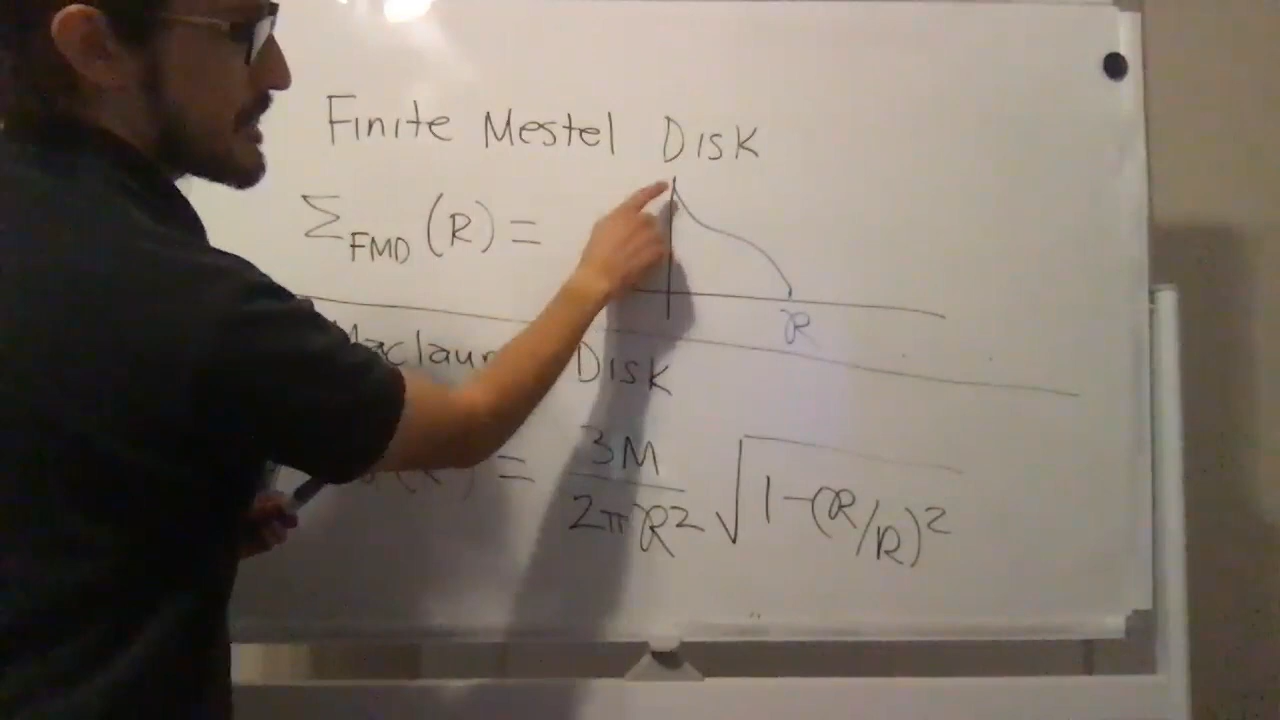 Finite Mestel Disk
Σ_FMD (R) =
ℛ
Disk
= 3M / 2πℛ² √1-(ℛ/R)²